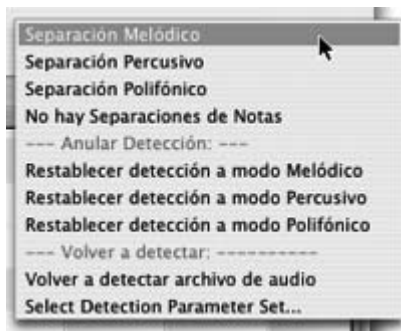 Separación Melódico
Separación Percusivo
Separación Polifónico
No hay Separaciones de Notas
--- Anular Detección: ---
Restablecer detección a modo Melódico
Restablecer detección a modo Percusivo
Restablecer detección a modo Polifónico
--- Volver a detectar: ----------
Volver a detectar archivo de audio
Select Detection Parameter Set...